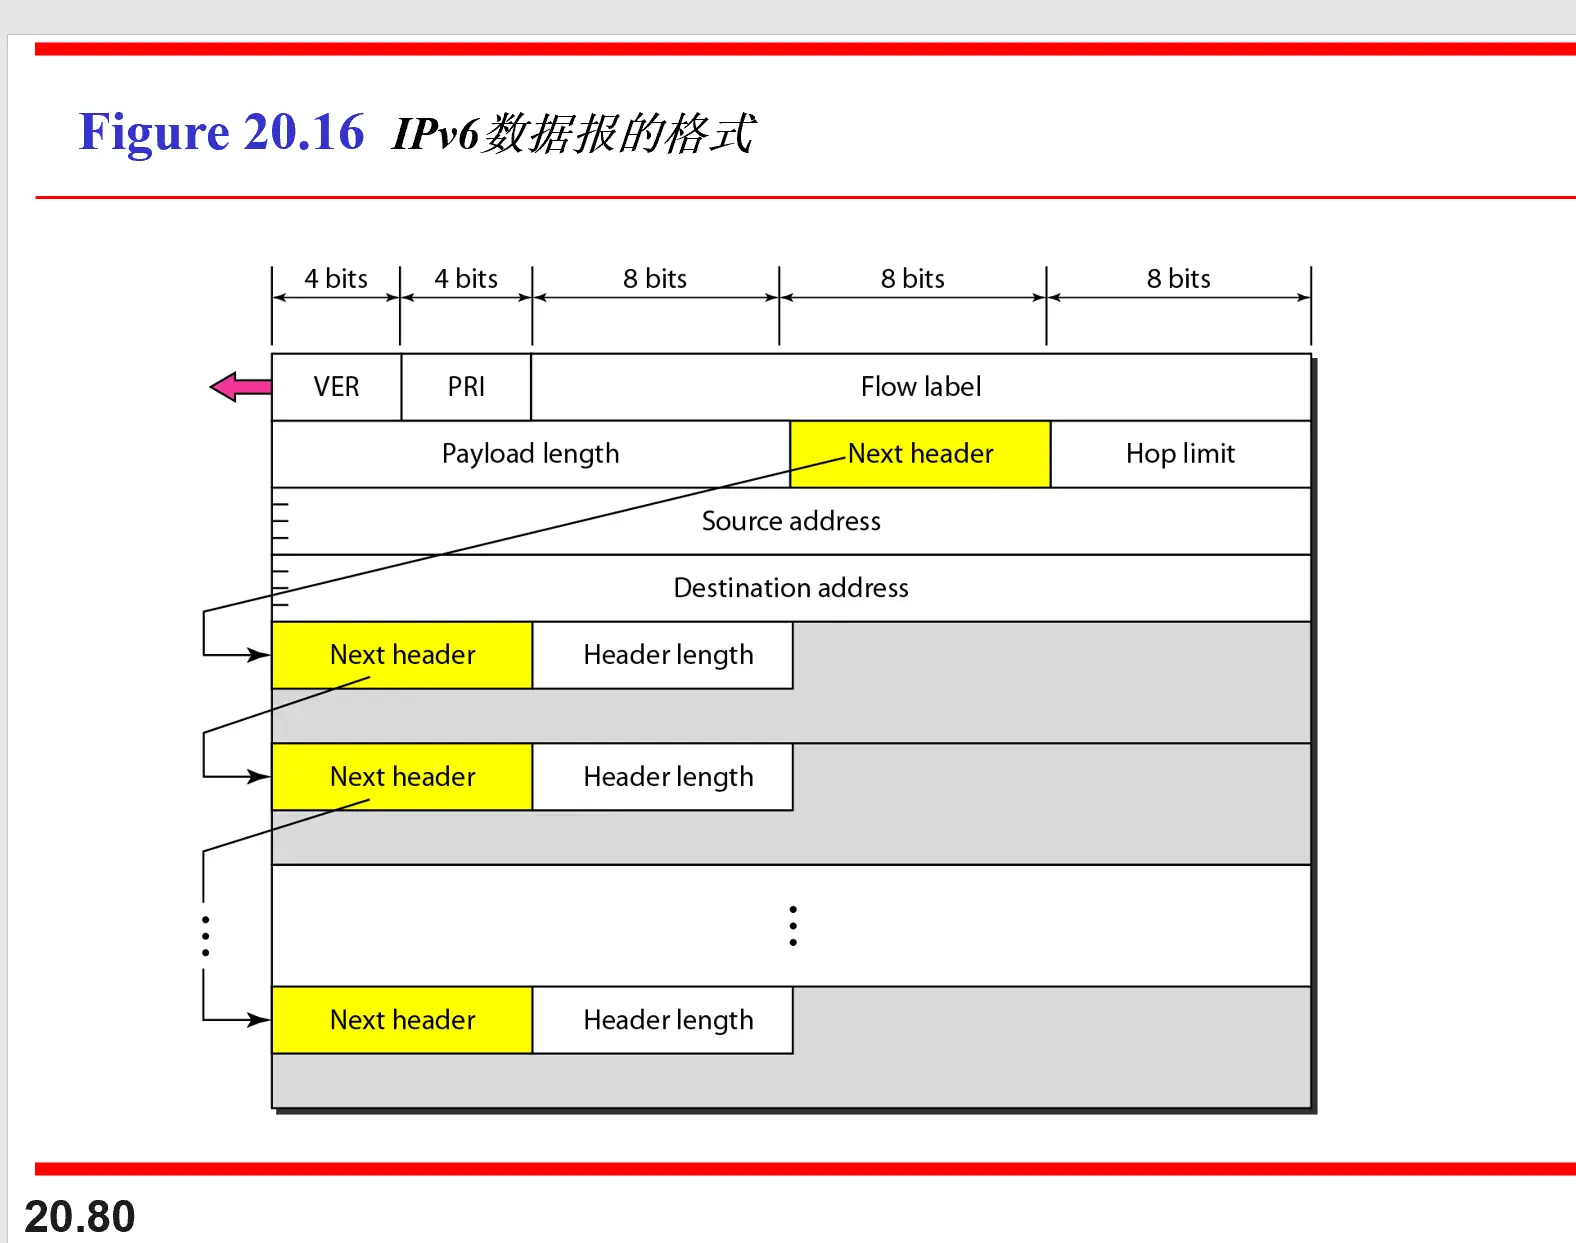 Figure 20.16 IPv6数据报的格式
4 bits 4 bits 8 bits 8 bits 8 bits
VER PRI Flow label
Payload length Next header Hop limit
Source address
Destination address
Next header Header length
Next header Header length
Next header Header length
20.80